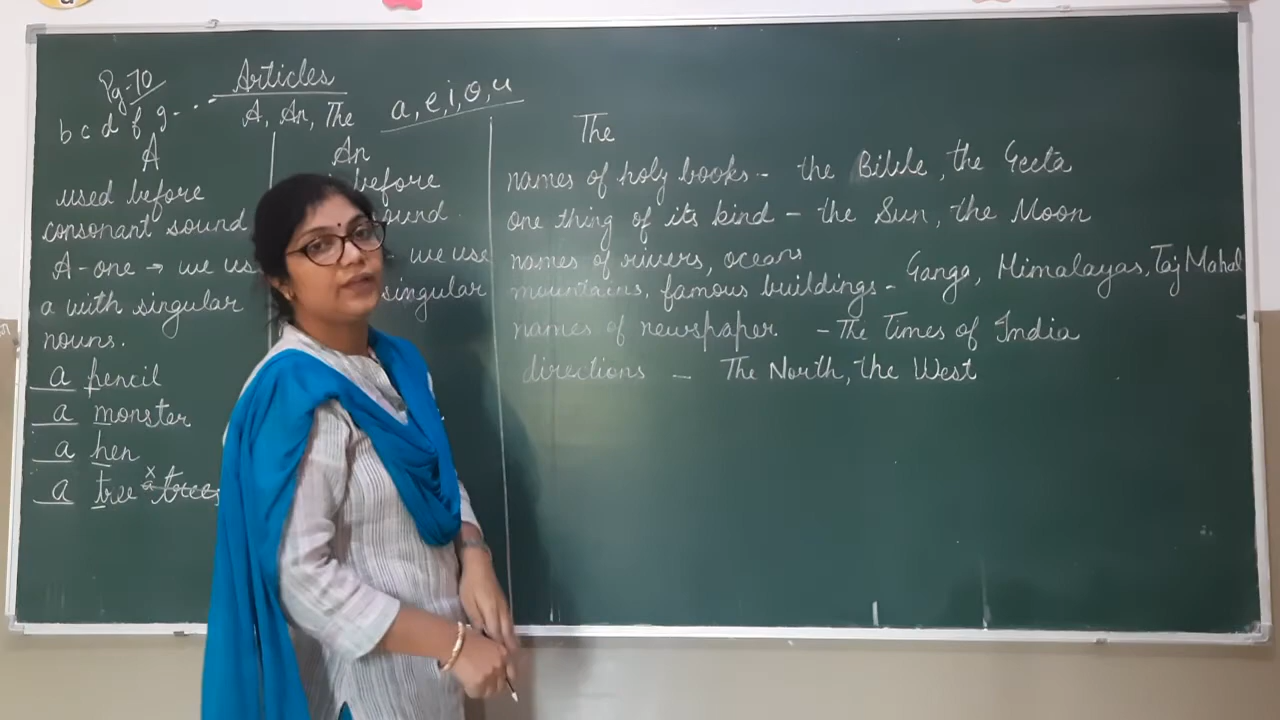 Pg-70
Articles
b c d f g - ...
A, An, The
a, e, i, o, u
A
used before
consonant sound
A - one → we us
a with singular
nouns.
a pencil
a monster
a hen
a tree x a trees
An
before
ound.
we use
singular
The
names of holy books - the Bible, the Geeta
one thing of its kind - the Sun, the Moon
names of rivers, oceans
mountains, famous buildings - Ganga, Himalayas, Taj Mahal
names of newspaper. - The Times of India
directions - The North, the West